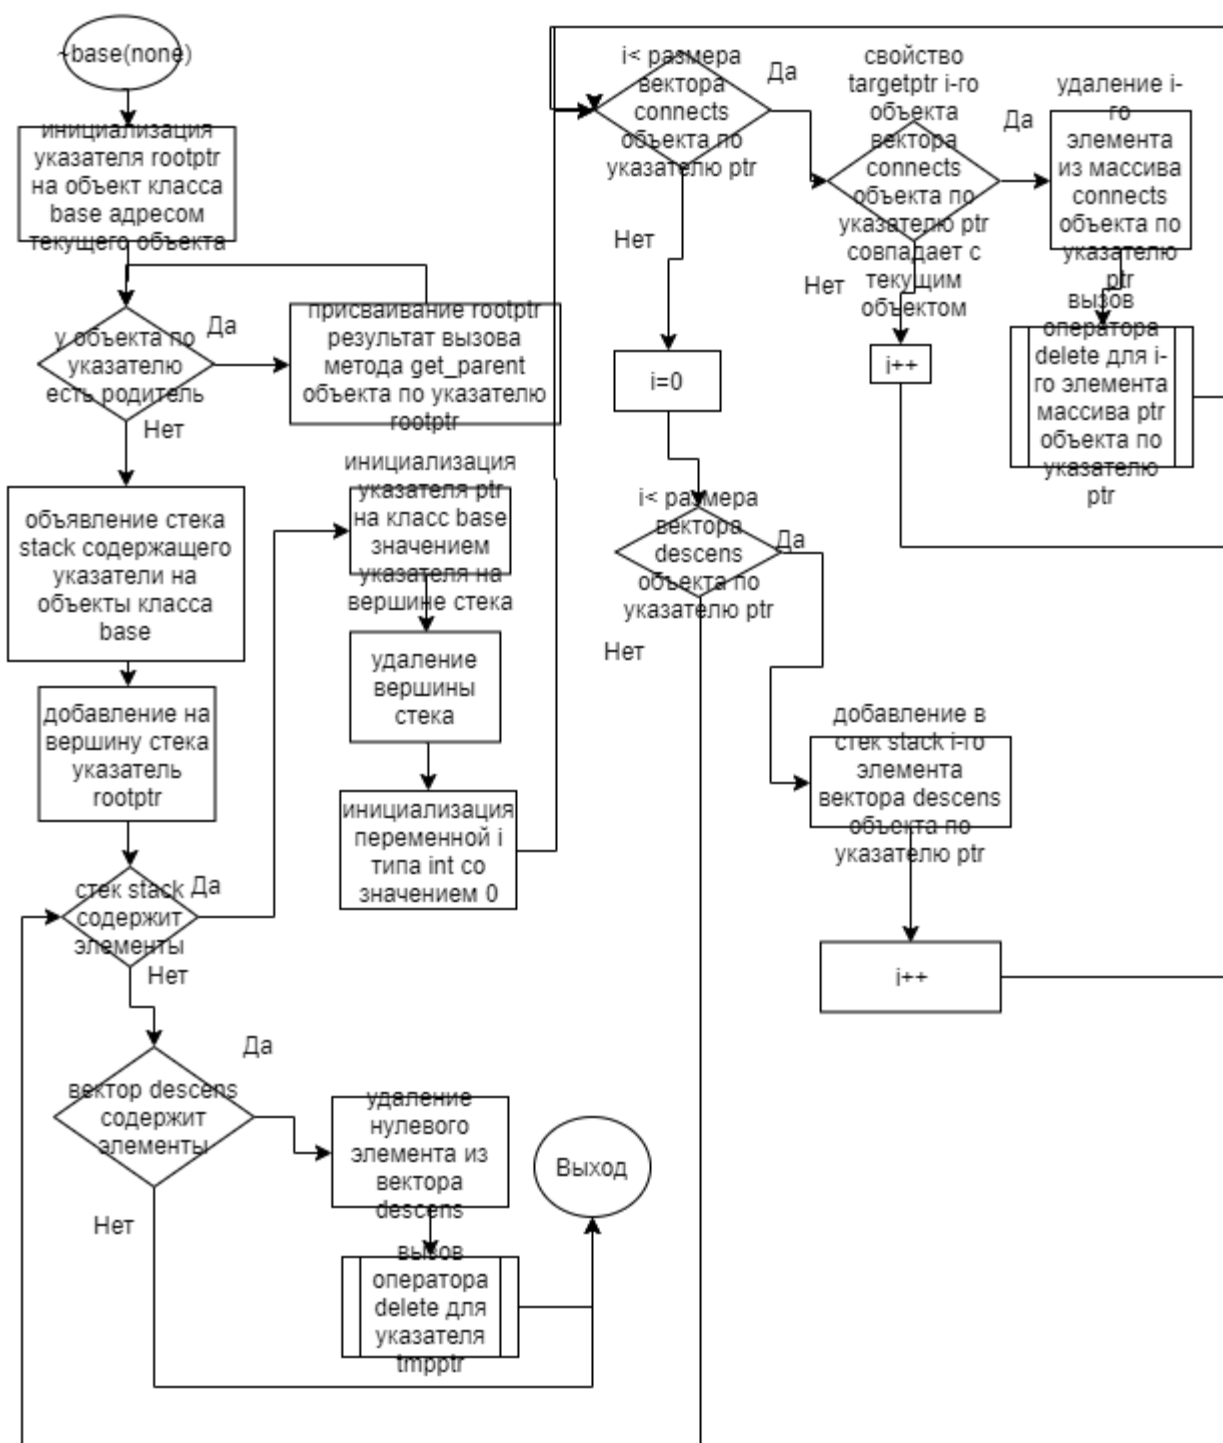 ~base(none)
инициализация
указателя rootptr
на объект класса
base адресом
текущего объекта
у объекта по
указателю
есть родитель
Да
Нет
присваивание rootptr
результат вызова
метода get_parent
объекта по указателю
rootptr
объявление стека
stack содержащего
указатели на
объекты класса
base
добавление на
вершину стека
указатель
rootptr
стек stack
содержит
элементы
Да
Нет
инициализация
указателя ptr
на класс base
значением
указателя на
вершине стека
удаление
вершины
стека
инициализация
переменной i
типа int со
значением 0
i< размера
вектора
connects
объекта по
указателю ptr
Да
Нет
свойство
targetptr i-го
объекта
вектора
connects
объекта по
указателю ptr
совпадает с
текущим
объектом
Да
Нет
удаление i-
го
элемента
из массива
connects
объекта по
указателю
ptr
вызов
оператора
delete для i-
го элемента
массива ptr
объекта по
указателю
ptr
i++
i=0
i< размера
вектора
descens
объекта по
указателю ptr
Да
Нет
добавление в
стек stack i-го
элемента
вектора descens
объекта по
указателю ptr
i++
вектор descens
содержит
элементы
Да
Нет
удаление
нулевого
элемента из
вектора
descens
вызов
оператора
delete для
указателя
tmpptr
Выход